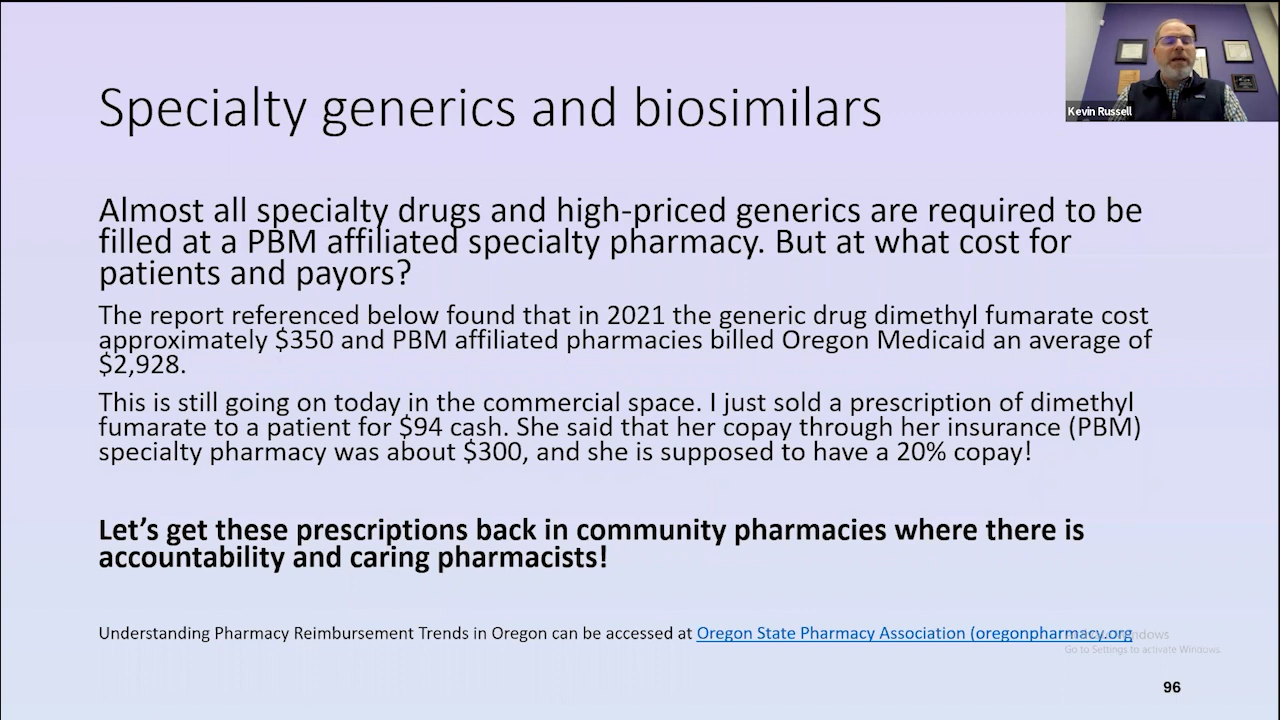 Kevin Russell
Specialty generics and biosimilars
Almost all specialty drugs and high-priced generics are required to be
filled at a PBM affiliated specialty pharmacy. But at what cost for
patients and payors?
The report referenced below found that in 2021 the generic drug dimethyl fumarate cost
approximately $350 and PBM affiliated pharmacies billed Oregon Medicaid an average of
$2,928.
This is still going on today in the commercial space. I just sold a prescription of dimethyl
fumarate to a patient for $94 cash. She said that her copay through her insurance (PBM)
specialty pharmacy was about $300, and she is supposed to have a 20% copay!
Let’s get these prescriptions back in community pharmacies where there is
accountability and caring pharmacists!
Understanding Pharmacy Reimbursement Trends in Oregon can be accessed at Oregon State Pharmacy Association (oregonpharmacy.org
Go to Settings to activate Windows.
96